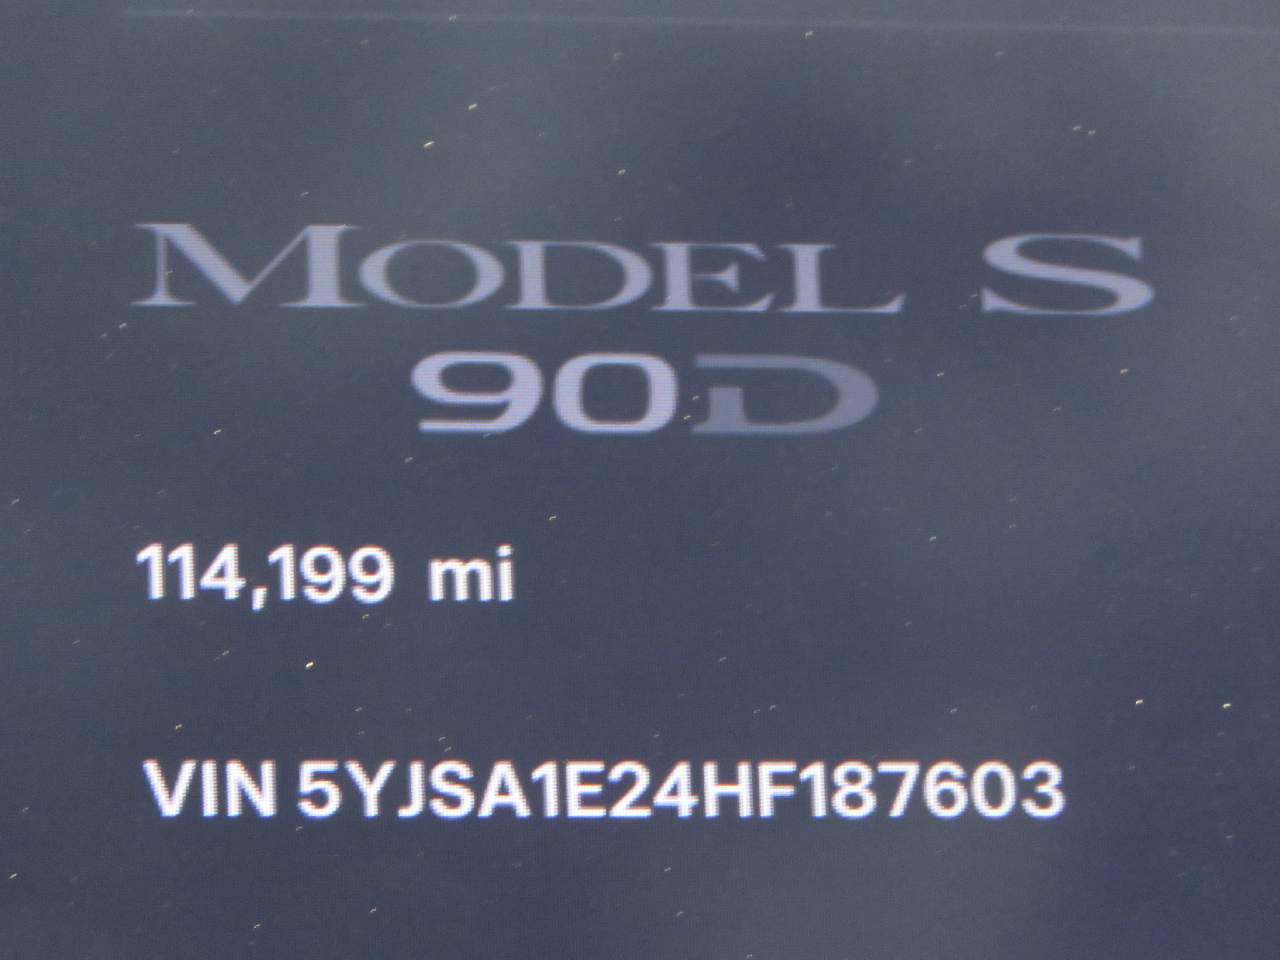 MODEL S
90D
114,199 mi
VIN 5YJSA1E24HF187603